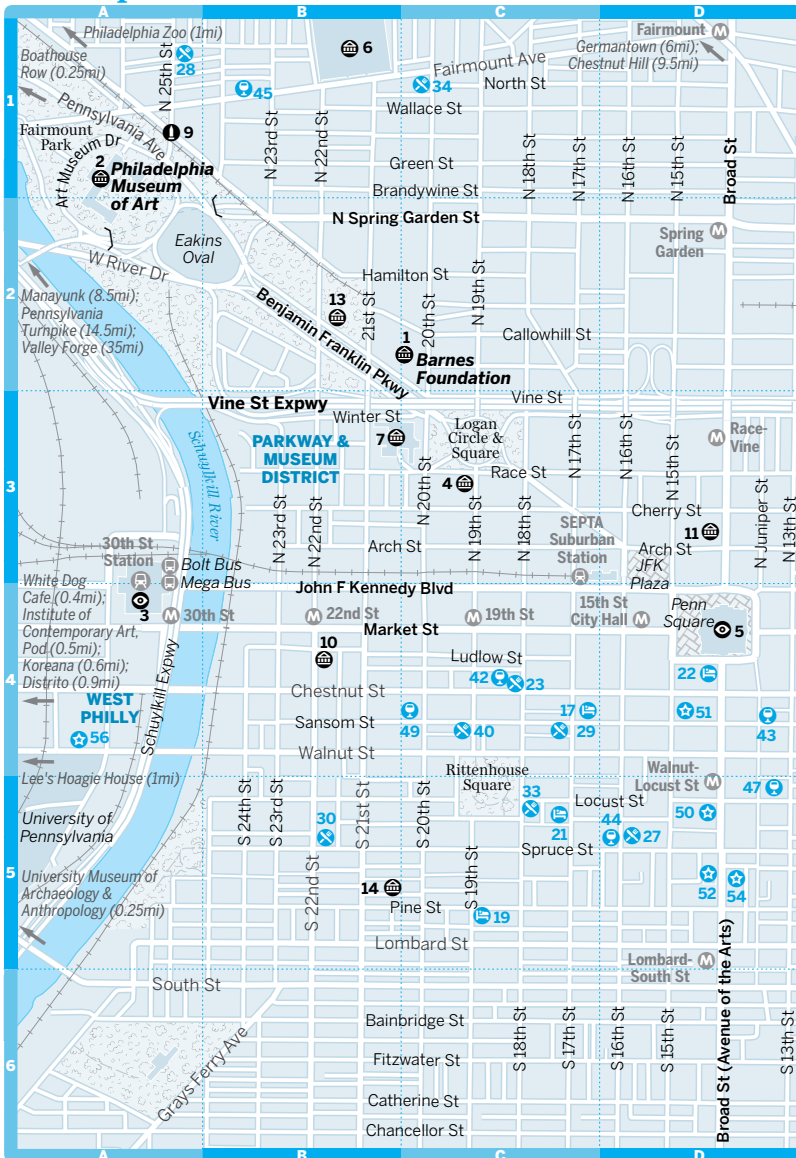 A
B
C
D
Philadelphia Zoo (1mi)
Boathouse
Row (0.25mi)
N 25th St
28
6
45
34
Fairmount Ave
North St
Fairmount
Germantown (6mi);
Chestnut Hill (9.5mi)
1
Pennsylvania Ave
Wallace St
9
Fairmount
Park
Art Museum Dr
2
Philadelphia
Museum
of Art
N 23rd St
N 22nd St
Green St
Brandywine St
N 18th St
N 17th St
N 16th St
N 15th St
Broad St
N Spring Garden St
Spring
Garden
Eakins
Oval
W River Dr
Hamilton St
2
Manayunk (8.5mi);
Pennsylvania
Turnpike (14.5mi);
Valley Forge (35mi)
13
21st St
20th St
N 19th St
Benjamin Franklin Pkwy
1
Barnes
Foundation
Callowhill St
Vine St Expwy
Vine St
Winter St
Schuylkill River
PARKWAY &
MUSEUM
DISTRICT
7
Logan
Circle &
Square
N 17th St
N 16th St
N 15th St
Race-
Vine
3
Race St
4
N 20th St
N 19th St
N 18th St
N 23rd St
N 22nd St
Cherry St
11
N Juniper St
N 13th St
Arch St
SEPTA
Suburban
Station
Arch St
JFK
Plaza
30th St
Station
Bolt Bus
Mega Bus
John F Kennedy Blvd
White Dog
Cafe (0.4mi);
Institute of
Contemporary Art,
Pod (0.5mi);
Koreana (0.6mi);
Distrito (0.9mi)
3
30th St
22nd St
19th St
15th St
City Hall
Penn
Square
5
Market St
10
Ludlow St
4
42
23
22
Chestnut St
WEST
PHILLY
Schuylkill Expwy
56
Sansom St
49
40
17
29
51
43
Walnut St
Lee's Hoagie House (1mi)
Rittenhouse
Square
Walnut-
Locust St
47
S 24th St
S 23rd St
S 21st St
S 20th St
33
Locust St
50
University of
Pennsylvania
30
21
44
27
Spruce St
5
University Museum of
Archaeology &
Anthropology (0.25mi)
S 22nd St
14
S 19th St
52
54
Pine St
19
Lombard St
Lombard-
South St
South St
Broad St (Avenue of the Arts)
Bainbridge St
S 18th St
S 17th St
S 16th St
S 15th St
S 13th St
6
Grays Ferry Ave
Fitzwater St
Catherine St
Chancellor St
A
B
C
D